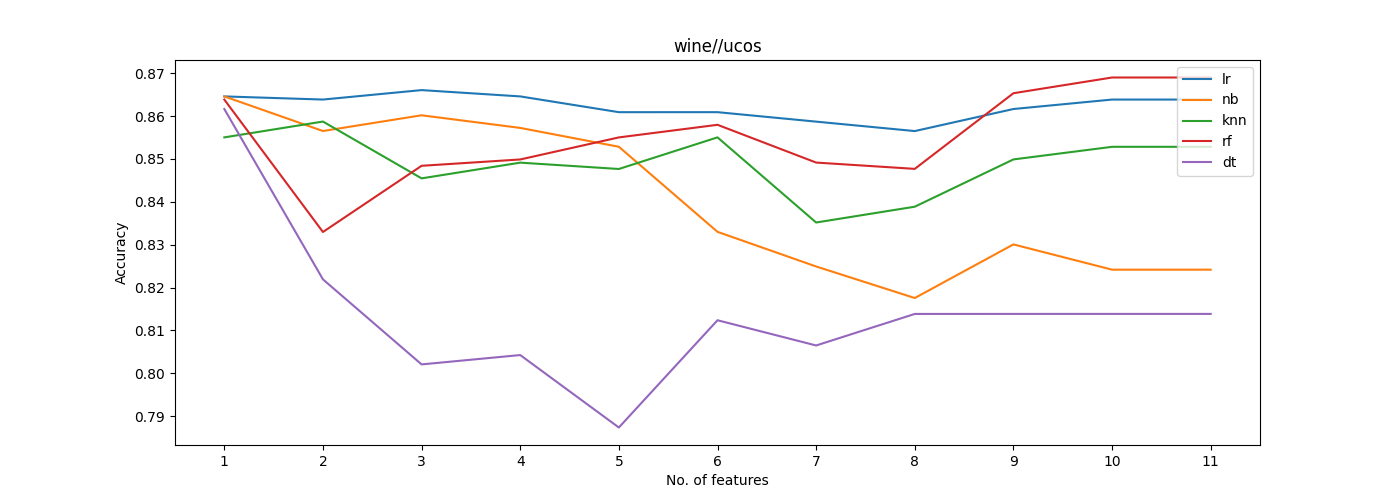 wine//ucos
0.87
0.86
0.85
0.84
0.83
0.82
0.81
0.80
0.79
Accuracy
lr
nb
knn
rf
dt
1 2 3 4 5 6 7 8 9 10 11
No. of features